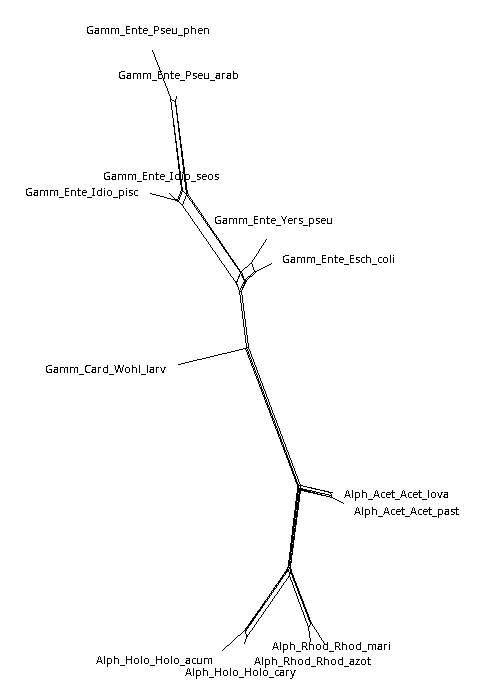 Gamm_Ente_Pseu_phen
Gamm_Ente_Pseu_arab
Gamm_Ente_Idio_seos
Gamm_Ente_Idio_pisc
Gamm_Ente_Yers_pseu
Gamm_Ente_Esch_coli
Gamm_Card_Wohl_larv
Alph_Acet_Acet_lova
Alph_Acet_Acet_past
Alph_Rhod_Rhod_mari
Alph_Holo_Holo_acum
Alph_Rhod_Rhod_azot
Alph_Holo_Holo_cary